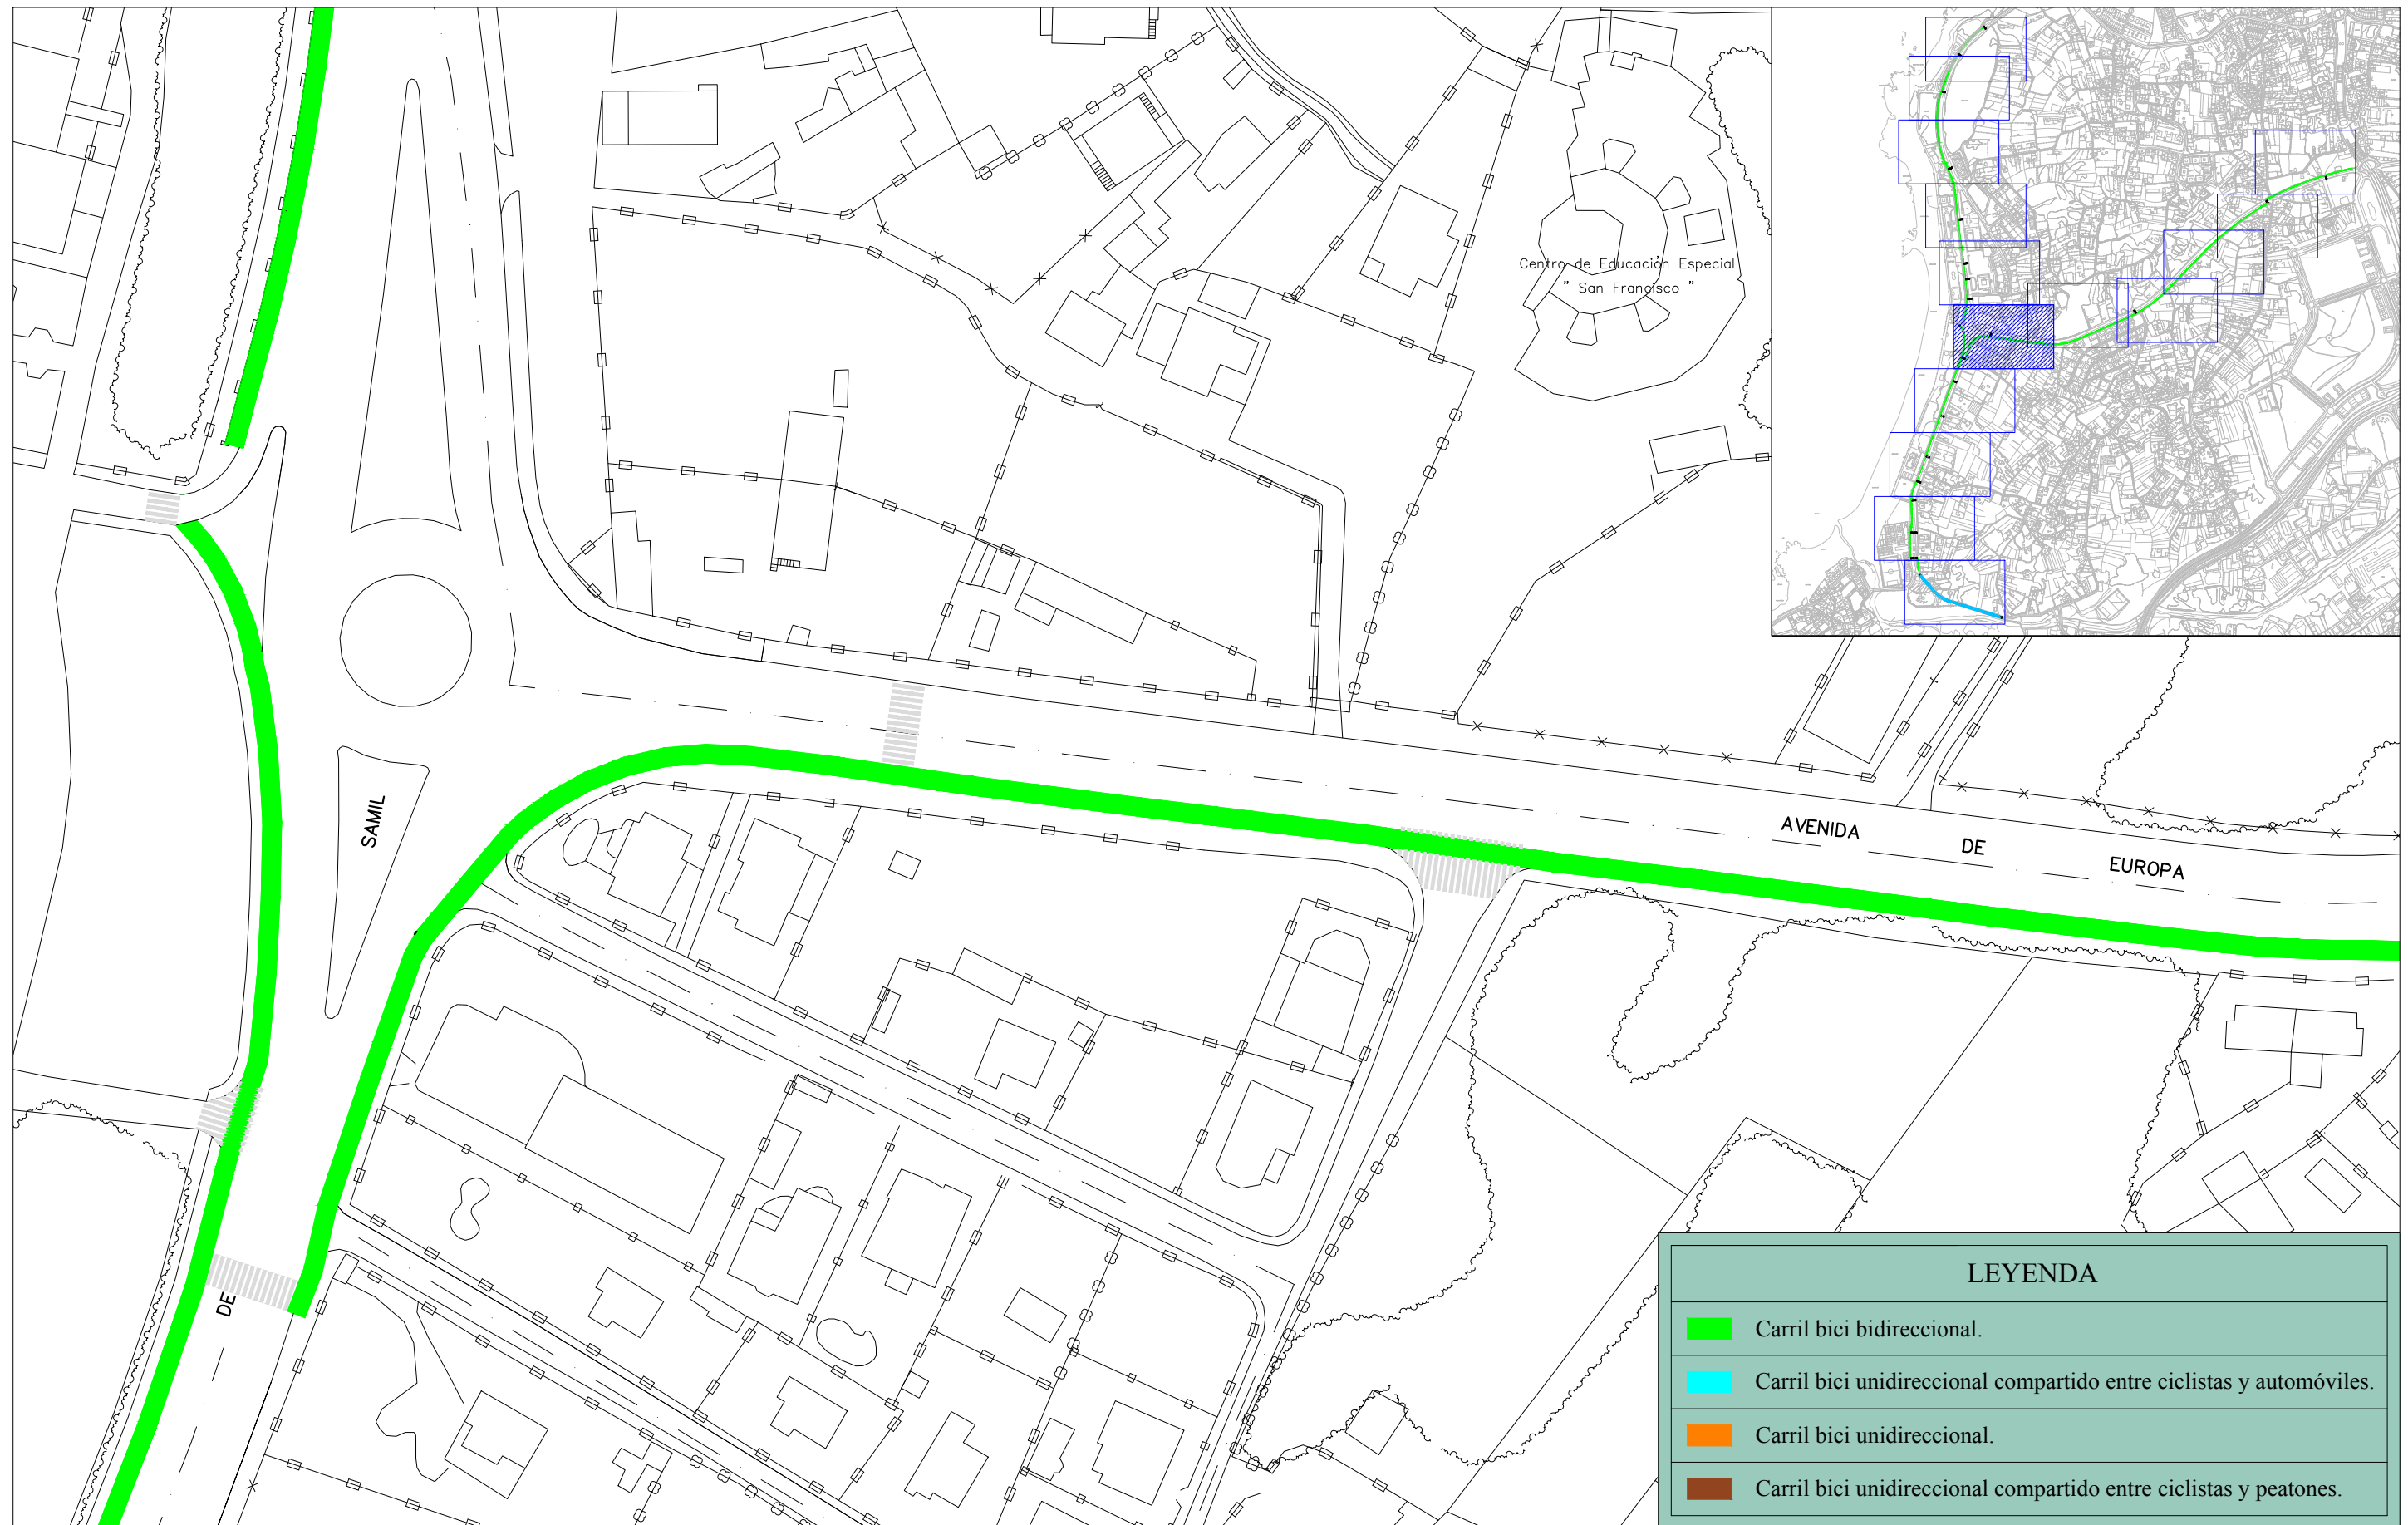 Centro de Educación Especial
" San Francisco "
SAMIL
AVENIDA DE EUROPA
DE
LEYENDA
Carril bici bidireccional.
Carril bici unidireccional compartido entre ciclistas y automóviles.
Carril bici unidireccional.
Carril bici unidireccional compartido entre ciclistas y peatones.